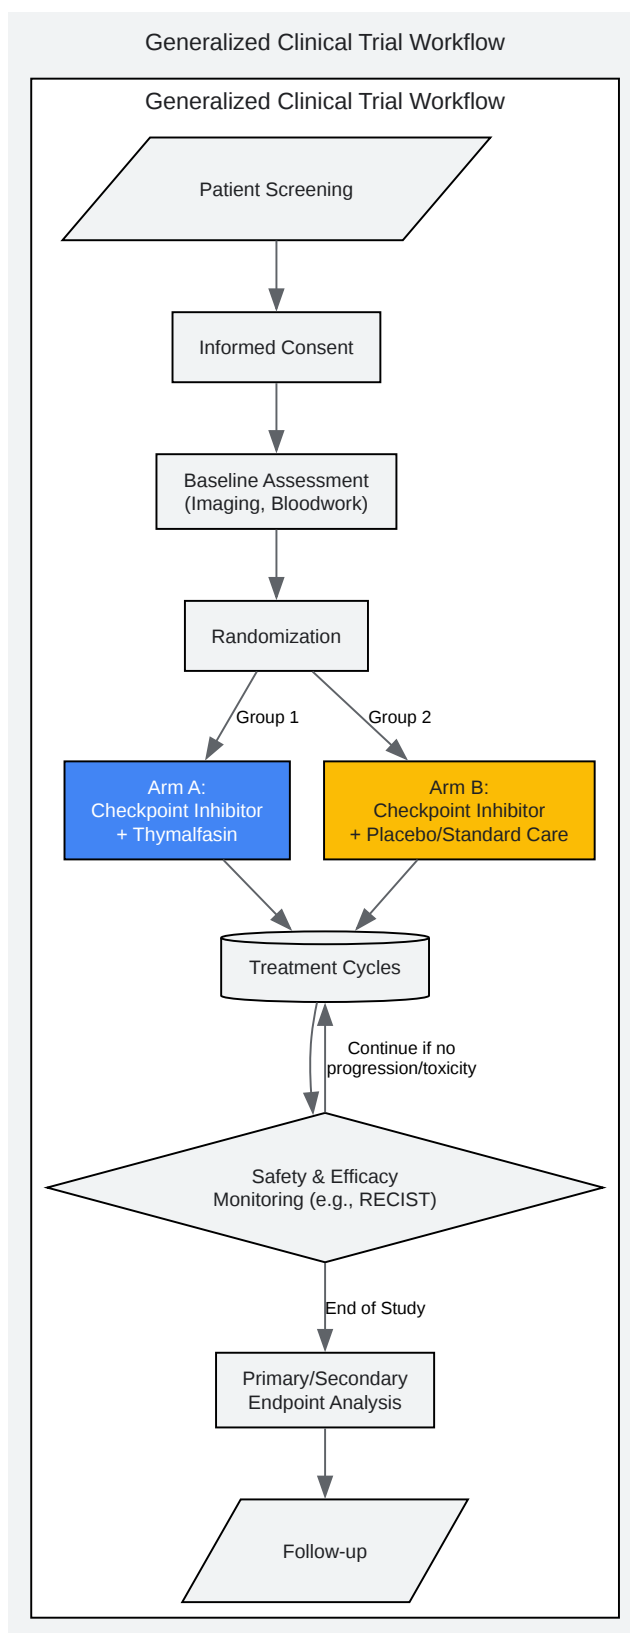 Generalized Clinical Trial Workflow
Generalized Clinical Trial Workflow
Patient Screening
Informed Consent
Baseline Assessment
(Imaging, Bloodwork)
Randomization
Group 1
Group 2
Arm A:
Checkpoint Inhibitor
+ Thymalfasin
Arm B:
Checkpoint Inhibitor
+ Placebo/Standard Care
Treatment Cycles
Continue if no
progression/toxicity
Safety & Efficacy
Monitoring (e.g., RECIST)
End of Study
Primary/Secondary
Endpoint Analysis
Follow-up